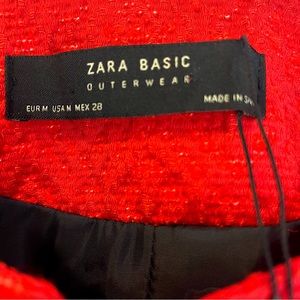 ZARA BASIC
OUTERWEAR
EUR M USA M MEX 28
MADE IN